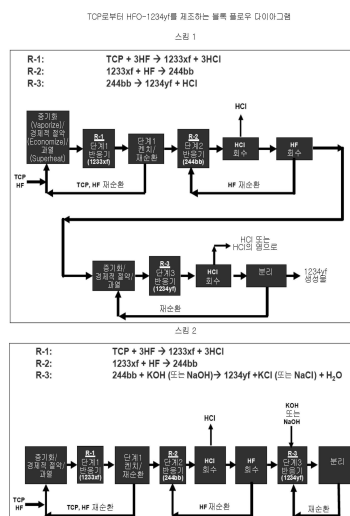 TCP로부터 HFO-1234yf를 제조하는 블록 플로우 다이아그램
스킴 1
R-1: TCP + 3HF → 1233xf + 3HCl
R-2: 1233xf + HF → 244bb
R-3: 244bb → 1234yf + HCl
HCl
증기화
(Vaporize)/
경제적 절약
(Economize)/
과열
(Superheat)
R-1
단계1
반응기
(1233xf)
단계1
켄치/
재순환
R-2
단계2
반응기
(244bb)
HCl
회수
HF
회수
TCP
HF
TCP, HF 재순환
HF 재순환
HCl 또는
HCl의 염으로
증기화/
경제적 절약/
과열
R-3
단계3
반응기
(1234yf)
HCl
회수
분리
1234yf
생성물
재순환
스킴 2
R-1: TCP + 3HF → 1233xf + 3HCl
R-2: 1233xf + HF → 244bb
R-3: 244bb + KOH (또는 NaOH)→ 1234yf +KCl (또는 NaCl) + H₂O
KOH
또는
NaOH
HCl
증기화/
경제적 절약/
과열
R-1
단계1
반응기
(1233xf)
단계1
켄치/
재순환
R-2
단계2
반응기
(244bb)
HCl
회수
HF
회수
R-3
단계3
반응기
(1234yf)
분리
TCP
HF
TCP, HF 재순환
HF 재순환
재순환